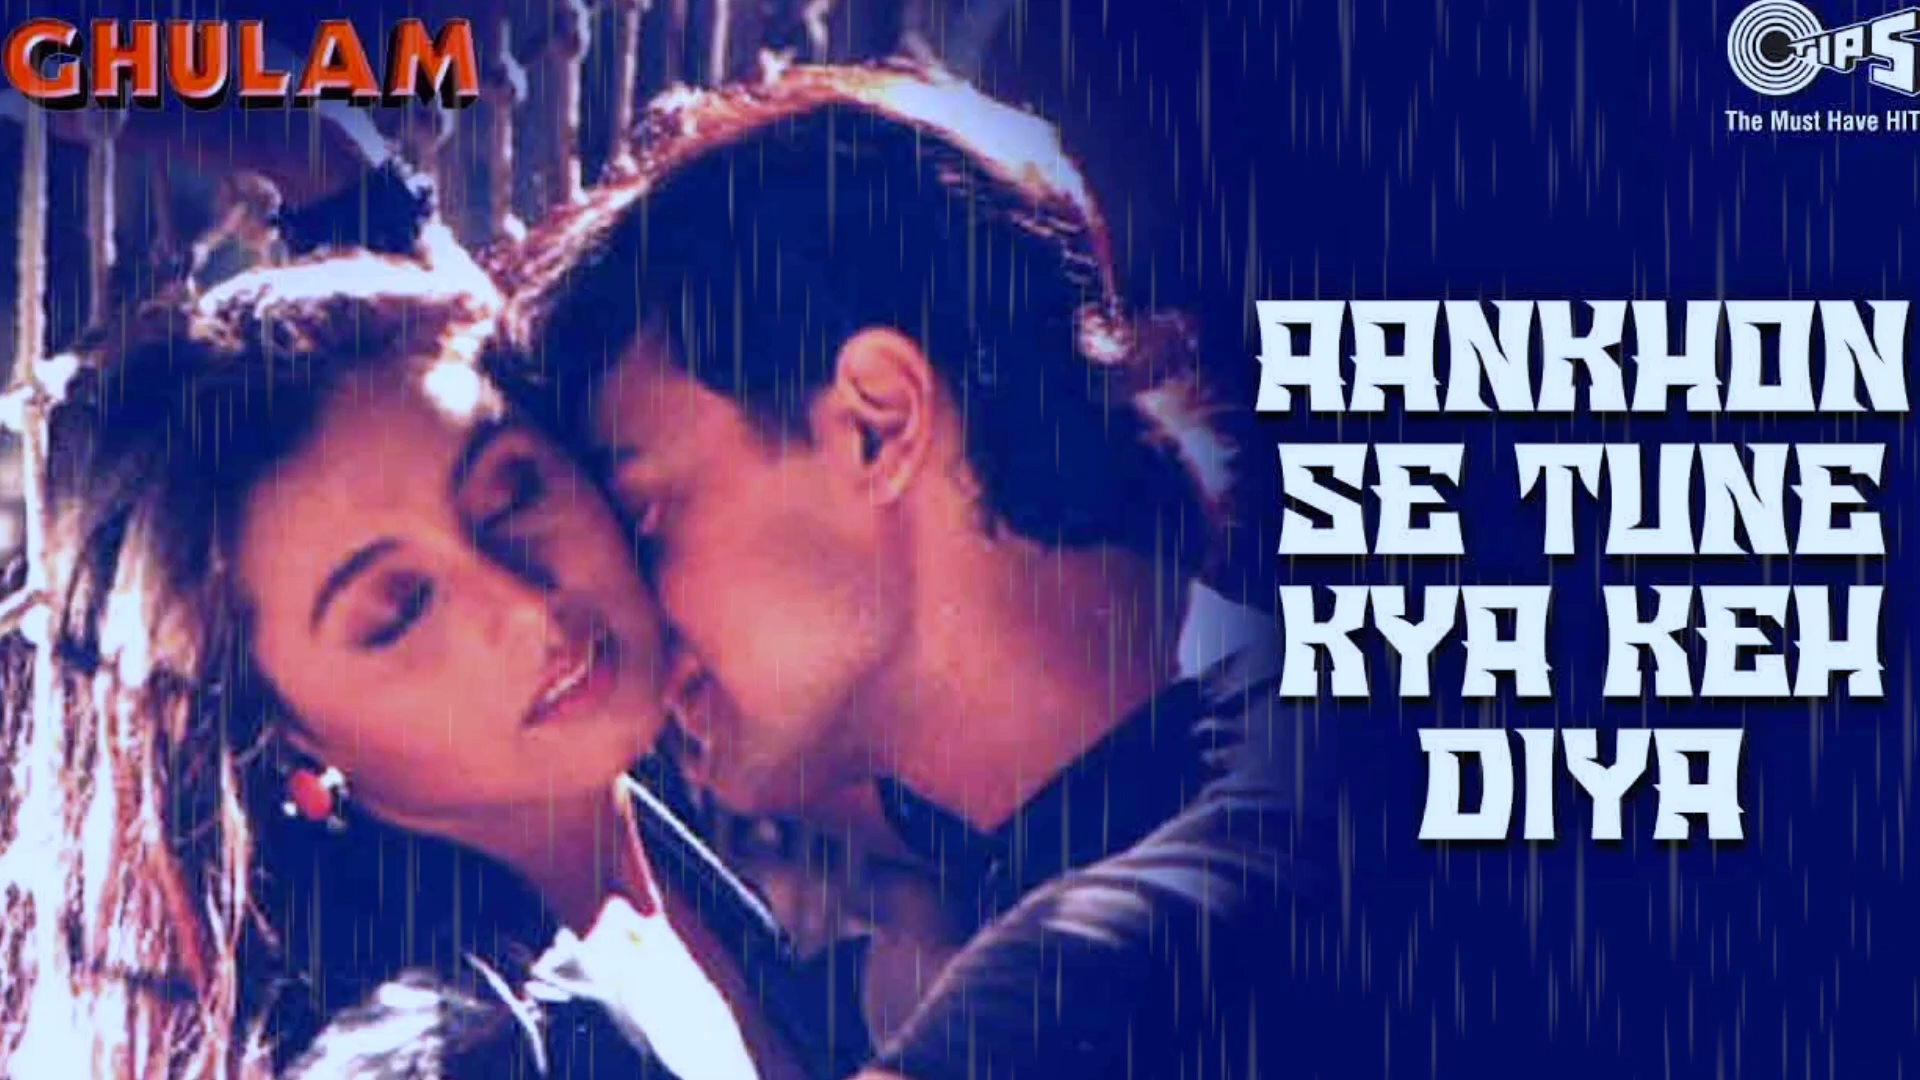 GHULAM
TIPS
The Must Have HIT
AANKHON
SE TUNE
KYA KEH
DIYA